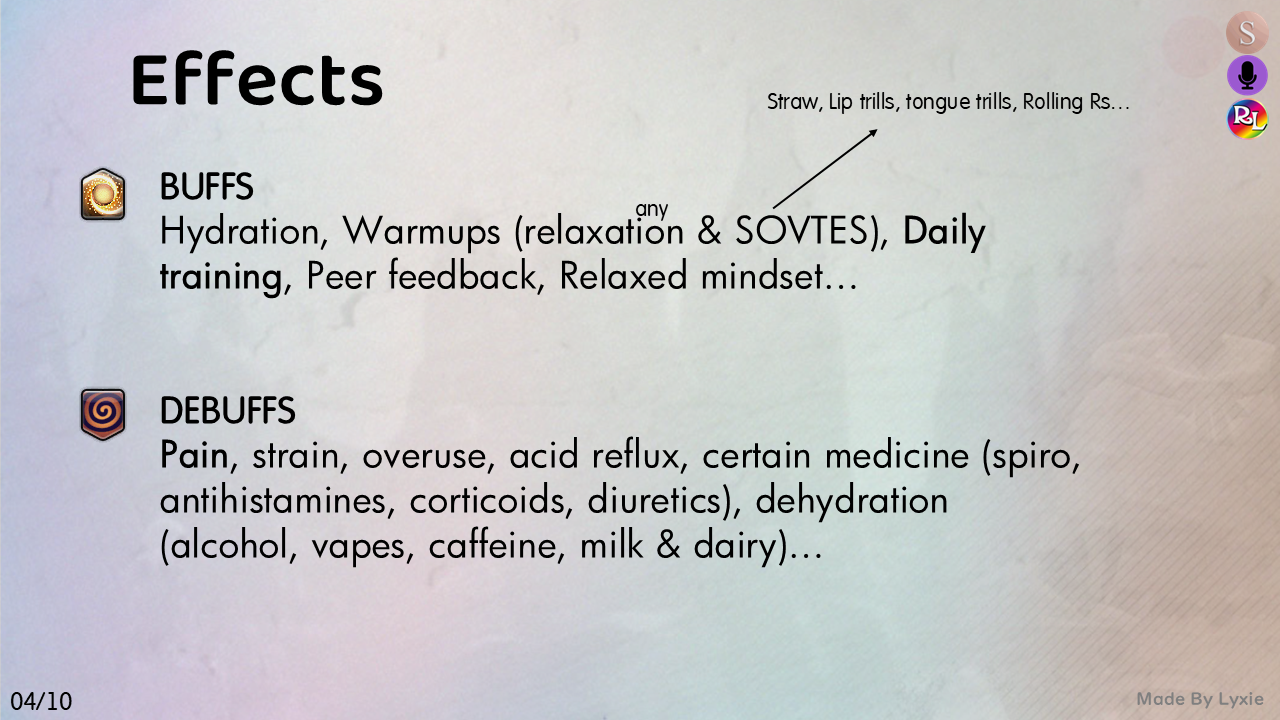 Effects
S
RL
Straw, Lip trills, tongue trills, Rolling Rs...
BUFFS
any
Hydration, Warmups (relaxation & SOVTES), Daily
training, Peer feedback, Relaxed mindset...
DEBUFFS
Pain, strain, overuse, acid reflux, certain medicine (spiro,
antihistamines, corticoids, diuretics), dehydration
(alcohol, vapes, caffeine, milk & dairy)...
04/10
Made By Lyxie